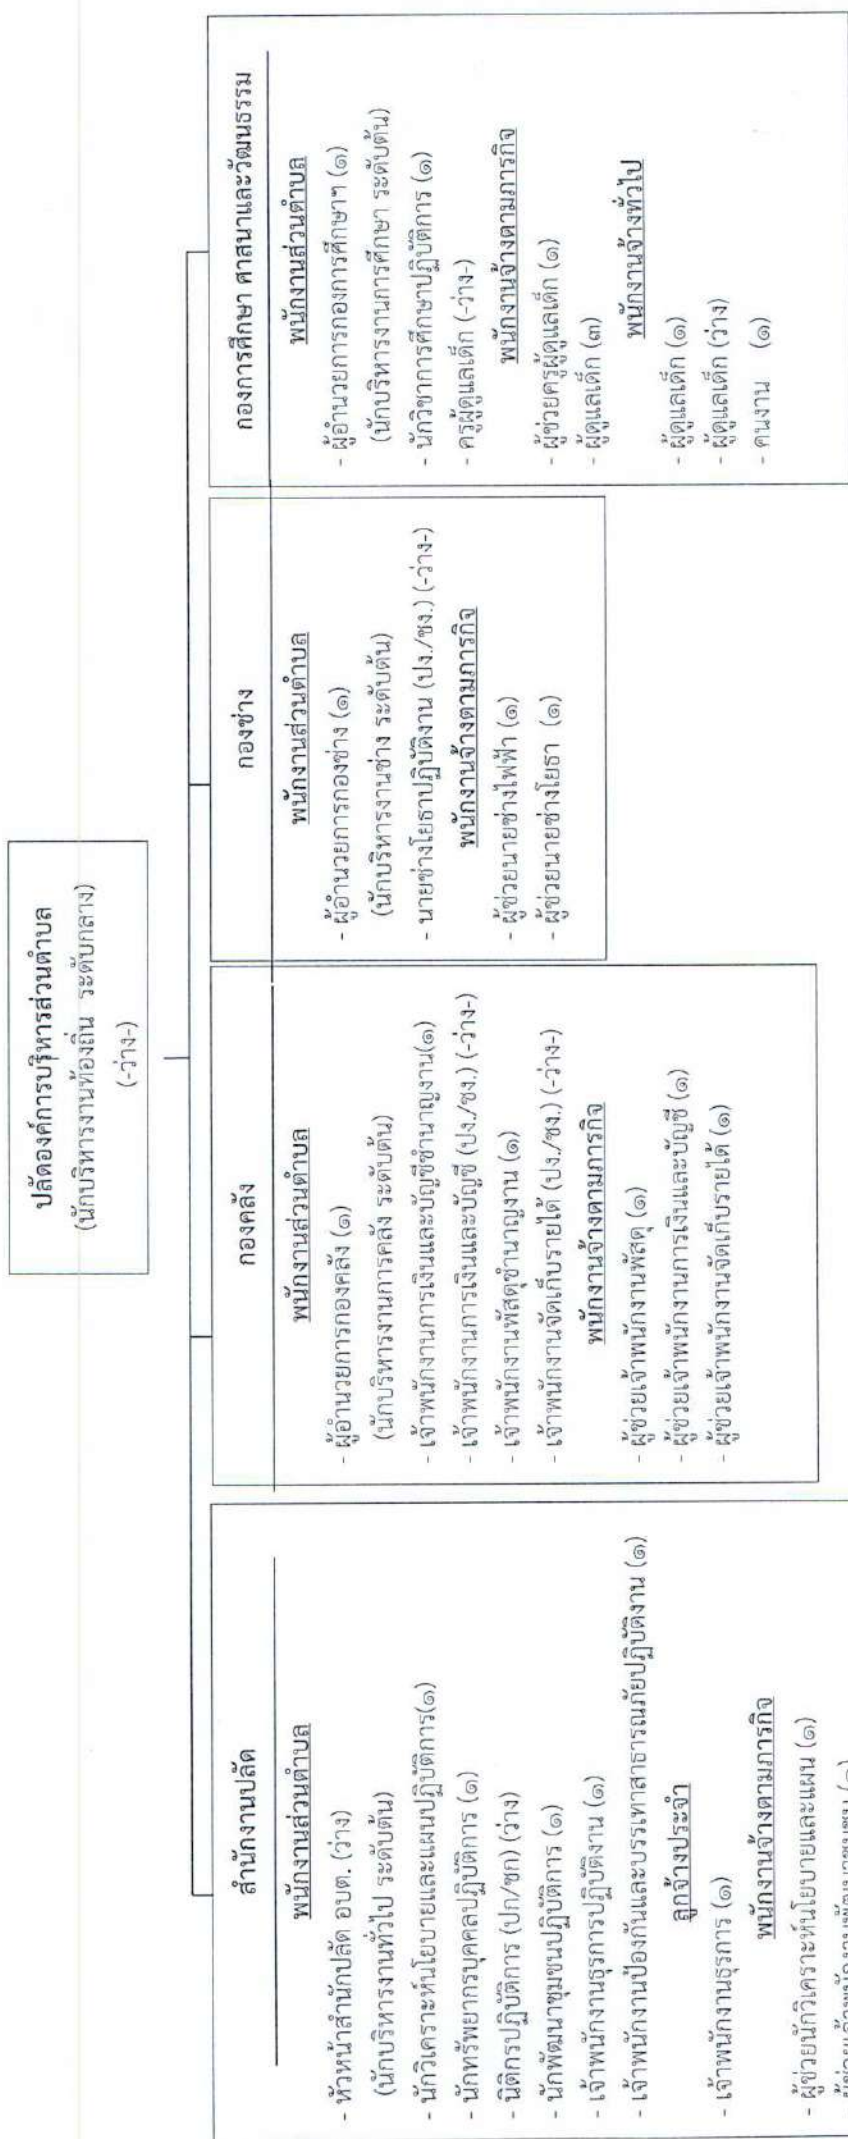 ปลัดองค์การบริหารส่วนตำบล
(นักบริหารงานท้องถิ่น ระดับกลาง)
(-ว่าง-)
สำนักงานปลัด
พนักงานส่วนตำบล
- หัวหน้าสำนักปลัด อบต. (ว่าง)
(นักบริหารงานทั่วไป ระดับต้น)
- นักวิเคราะห์นโยบายและแผนปฏิบัติการ(๑)
- นักทรัพยากรบุคคลปฏิบัติการ (๑)
- นิติกรปฏิบัติการ (ปก/ชก) (ว่าง)
- นักพัฒนาชุมชนปฏิบัติการ (๑)
- เจ้าพนักงานธุรการปฏิบัติงาน (๑)
- เจ้าพนักงานป้องกันและบรรเทาสาธารณภัยปฏิบัติงาน (๑)
ลูกจ้างประจำ
- เจ้าพนักงานธุรการ (๑)
พนักงานจ้างตามภารกิจ
- ผู้ช่วยนักวิเคราะห์นโยบายและแผน (๑)
- ผู้ช่วยเจ้าพนักงานพัฒนาชุมชน (๑)
กองคลัง
พนักงานส่วนตำบล
- ผู้อำนวยการกองคลัง (๑)
(นักบริหารงานการคลัง ระดับต้น)
- เจ้าพนักงานการเงินและบัญชีชำนาญงาน(๑)
- เจ้าพนักงานการเงินและบัญชี (ปง./ชง.) (-ว่าง-)
- เจ้าพนักงานพัสดุชำนาญงาน (๑)
- เจ้าพนักงานจัดเก็บรายได้ (ปง./ชง.) (-ว่าง-)
พนักงานจ้างตามภารกิจ
- ผู้ช่วยเจ้าพนักงานพัสดุ (๑)
- ผู้ช่วยเจ้าพนักงานการเงินและบัญชี (๑)
- ผู้ช่วยเจ้าพนักงานจัดเก็บรายได้ (๑)
กองช่าง
พนักงานส่วนตำบล
- ผู้อำนวยการกองช่าง (๑)
(นักบริหารงานช่าง ระดับต้น)
- นายช่างโยธาปฏิบัติงาน (ปง./ชง.) (-ว่าง-)
พนักงานจ้างตามภารกิจ
- ผู้ช่วยนายช่างไฟฟ้า (๑)
- ผู้ช่วยนายช่างโยธา (๑)
กองการศึกษา ศาสนาและวัฒนธรรม
พนักงานส่วนตำบล
- ผู้อำนวยการกองการศึกษาฯ (๑)
(นักบริหารงานการศึกษา ระดับต้น)
- นักวิชาการศึกษาปฏิบัติการ (๑)
- ครูผู้ดูแลเด็ก (-ว่าง-)
พนักงานจ้างตามภารกิจ
- ผู้ช่วยครูผู้ดูแลเด็ก (๑)
- ผู้ดูแลเด็ก (๓)
พนักงานจ้างทั่วไป
- ผู้ดูแลเด็ก (๑)
- ผู้ดูแลเด็ก (ว่าง)
- คนงาน (๑)